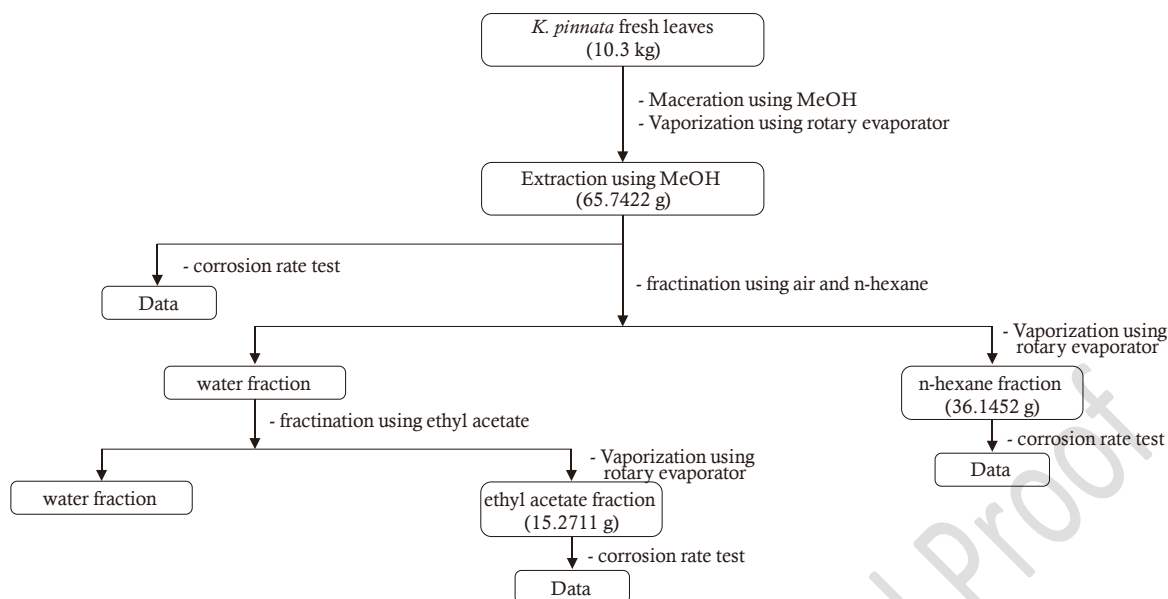 K. pinnata fresh leaves
(10.3 kg)
- Maceration using MeOH
- Vaporization using rotary evaporator
Extraction using MeOH
(65.7422 g)
- corrosion rate test
Data
- fractination using air and n-hexane
water fraction
- Vaporization using
rotary evaporator
n-hexane fraction
(36.1452 g)
- fractination using ethyl acetate
- corrosion rate test
Data
water fraction
- Vaporization using
rotary evaporator
ethyl acetate fraction
(15.2711 g)
- corrosion rate test
Data
Proof